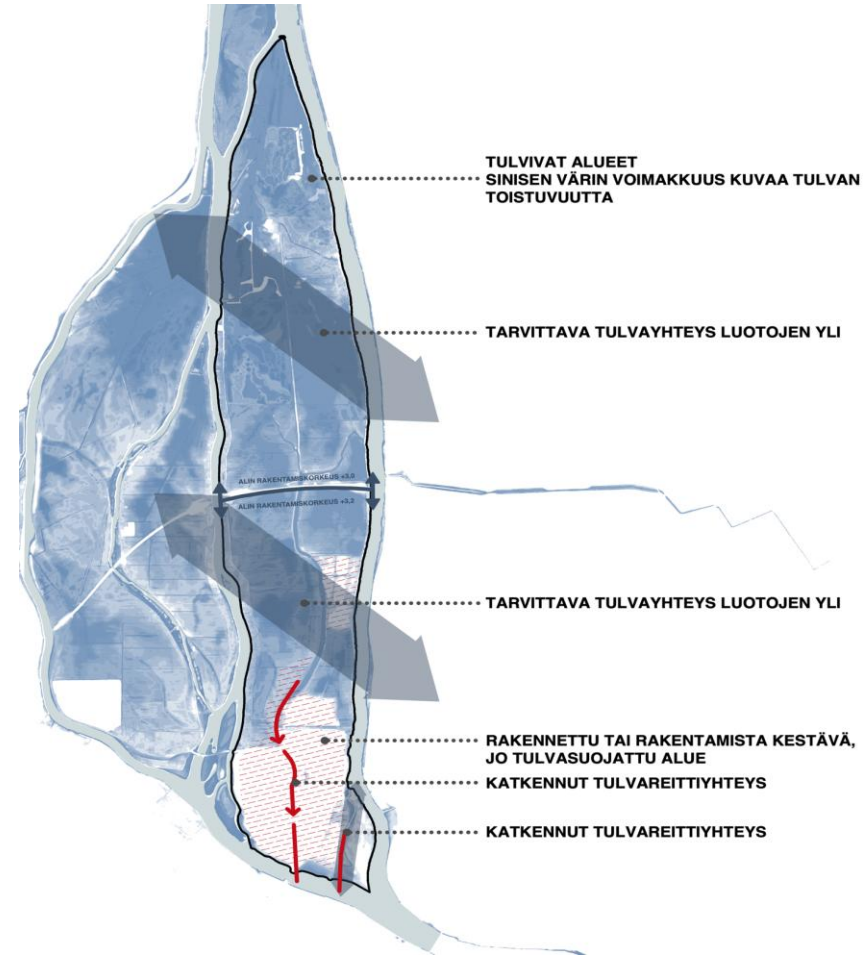 TULVIVAT ALUEET
SINISEN VÄRIN VOIMAKKUUS KUVAA TULVAN
TOISTUVUUTTA
TARVITTAVA TULVAYHTEYS LUOTOJEN YLI
ALIN RAKENTAMISKORKEUS +3,0
ALIN RAKENTAMISKORKEUS +3,2
TARVITTAVA TULVAYHTEYS LUOTOJEN YLI
RAKENNETTU TAI RAKENTAMISTA KESTÄVÄ,
JO TULVASUOJATTU ALUE
KATKENNUT TULVAREITTIYHTEYS
KATKENNUT TULVAREITTIYHTEYS